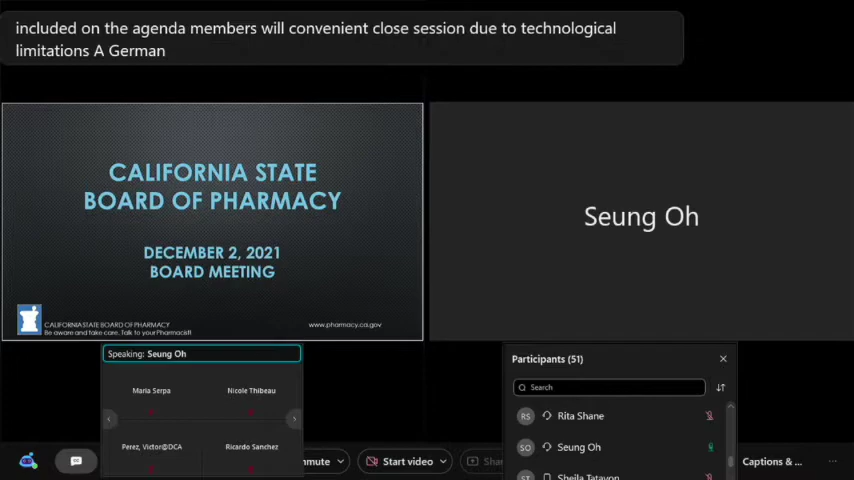 included on the agenda members will convenient close session due to technological
limitations A German
CALIFORNIA STATE
BOARD OF PHARMACY
DECEMBER 2, 2021
BOARD MEETING
CALIFORNIA STATE BOARD OF PHARMACY
Be aware and take care. Talk to your Pharmacist!
www.pharmacy.ca.gov
Seung Oh
Speaking: Seung Oh
Maria Serpa
Nicole Thibeau
Perez, Victor@DCA
Ricardo Sanchez
Participants (51)
Search
RS Rita Shane
SO Seung Oh
ST Sheila Tatayon
Start video
Captions & ...